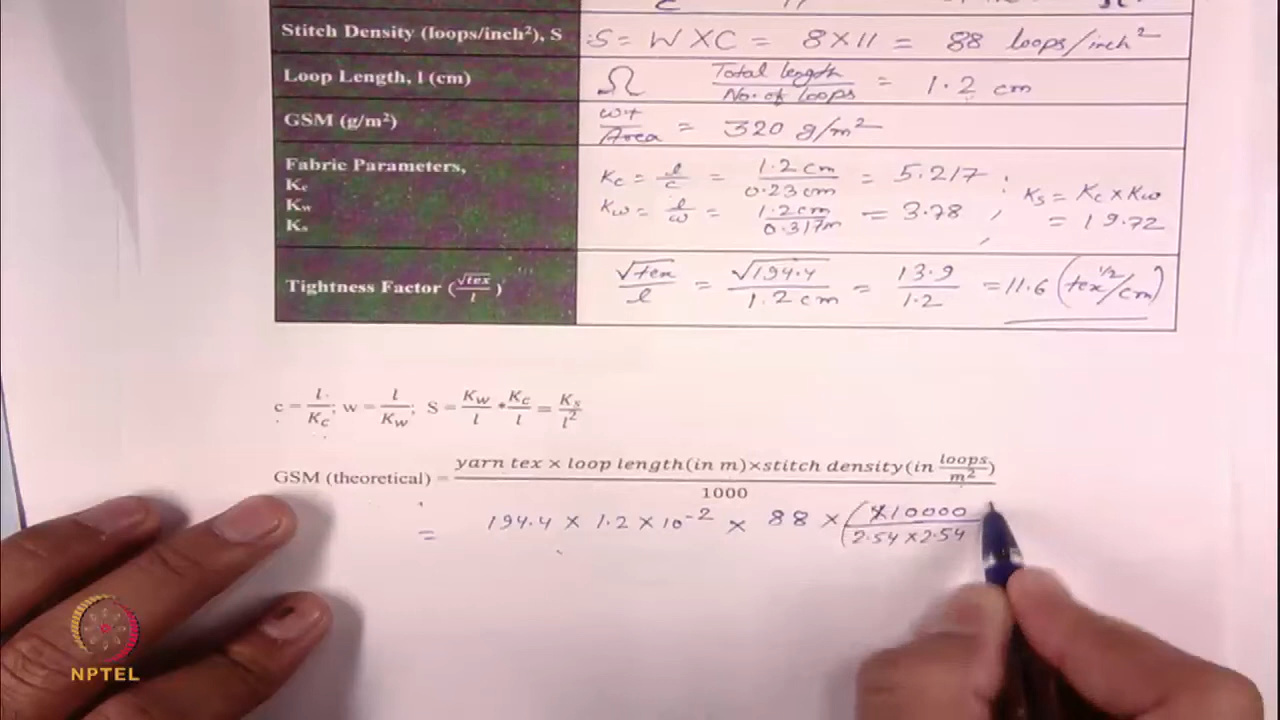 Stitch Density (loops/inch²), S S = W X C = 8 X 11 = 88 loops/inch²
Loop Length, l (cm) Ω Total length / No. of loops = 1.2 cm
GSM (g/m²) wt / Area = 320 g/m²
Fabric Parameters,
Kc Kc = l/c = 1.2 cm / 0.23 cm = 5.217 ; Ks = Kc x Kw
Kw Kw = l/w = 1.2cm / 0.317m = 3.78 , = 19.72
Ks
Tightness Factor (√tex / l) √tex / l = √194.4 / 1.2 cm = 13.9 / 1.2 = 11.6 (tex^1/2 / cm)
c = l/Kc; w = l/Kw; S = Kw/l * Kc/l = Ks/l²
GSM (theoretical) = yarn tex × loop length(in m)×stitch density(in loops/m²) / 1000
= 194.4 x 1.2 x 10⁻² x 88 x (x10000 / 2.54 x 2.54
NPTEL